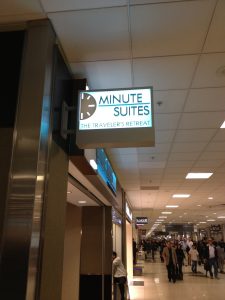 MINUTE
SUITES
THE TRAVELER'S RETREAT